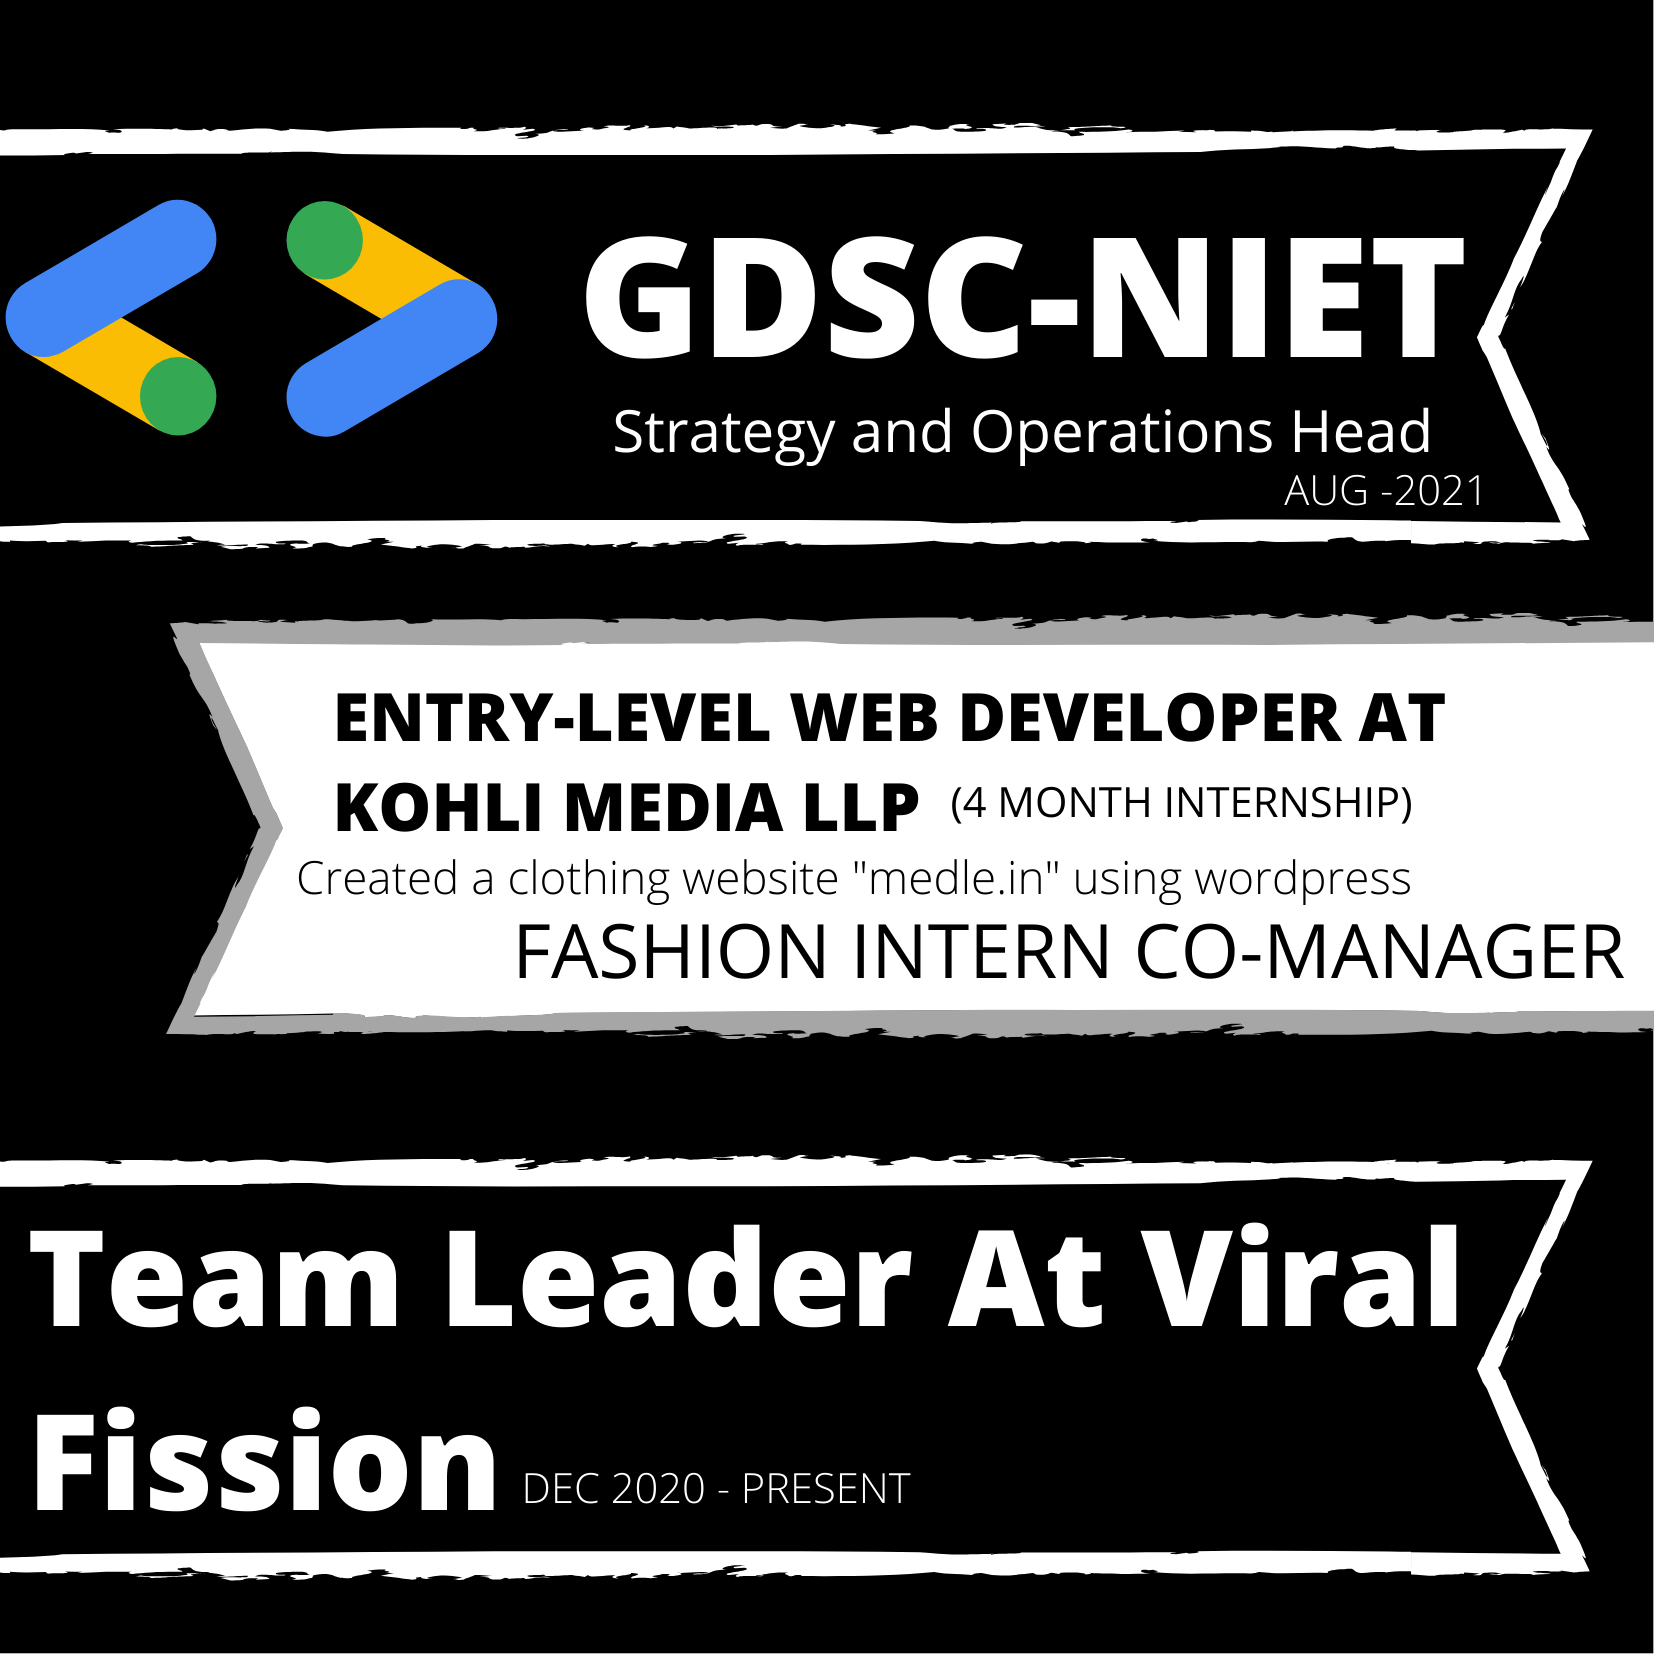 GDSC-NIET
Strategy and Operations Head
AUG -2021
ENTRY-LEVEL WEB DEVELOPER AT
KOHLI MEDIA LLP (4 MONTH INTERNSHIP)
Created a clothing website "medle.in" using wordpress
FASHION INTERN CO-MANAGER
Team Leader At Viral
Fission DEC 2020 - PRESENT